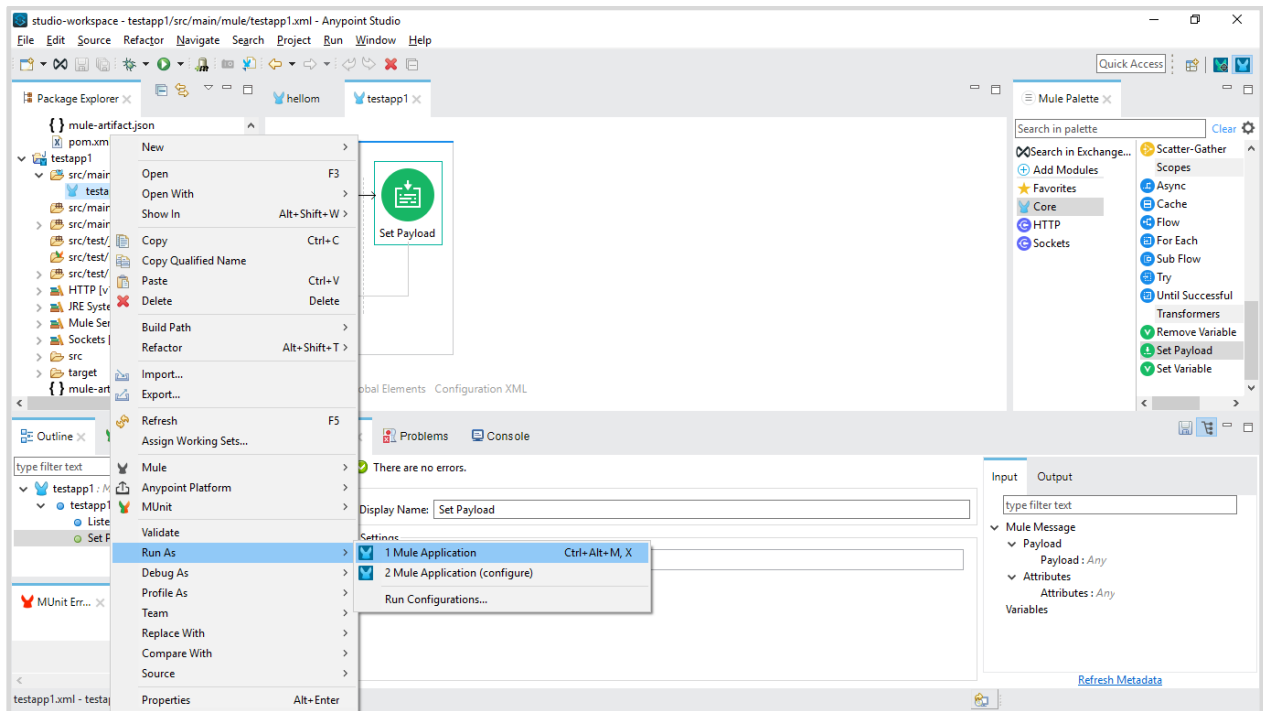 studio-workspace - testapp1/src/main/mule/testapp1.xml - Anypoint Studio
File Edit Source Refactor Navigate Search Project Run Window Help
Quick Access
Package Explorer
hellom
testapp1
Mule Palette
{ } mule-artifact.json
pom.xm
testapp1
src/main
testa
src/main
src/main
src/test/j
src/test/
src/test/
HTTP [v
JRE Syste
Mule Ser
Sockets [
src
target
{ } mule-art
New
Open F3
Open With
Show In Alt+Shift+W
Copy Ctrl+C
Copy Qualified Name
Paste Ctrl+V
Delete Delete
Build Path
Refactor Alt+Shift+T
Import...
Export...
Refresh F5
Assign Working Sets...
Mule
Anypoint Platform
MUnit
Validate
Run As
Debug As
Profile As
Team
Replace With
Compare With
Source
Properties Alt+Enter
1 Mule Application Ctrl+Alt+M, X
2 Mule Application (configure)
Run Configurations...
Set Payload
obal Elements Configuration XML
Search in palette
Clear
Search in Exchange...
Add Modules
Favorites
Core
HTTP
Sockets
Scatter-Gather
Scopes
Async
Cache
Flow
For Each
Sub Flow
Try
Until Successful
Transformers
Remove Variable
Set Payload
Set Variable
Outline
type filter text
testapp1 : M
testapp1
Liste
Set P
MUnit Err...
Problems
Console
There are no errors.
Display Name: Set Payload
Settings
Input Output
type filter text
Mule Message
Payload
Payload : Any
Attributes
Attributes : Any
Variables
Refresh Metadata
testapp1.xml - testap